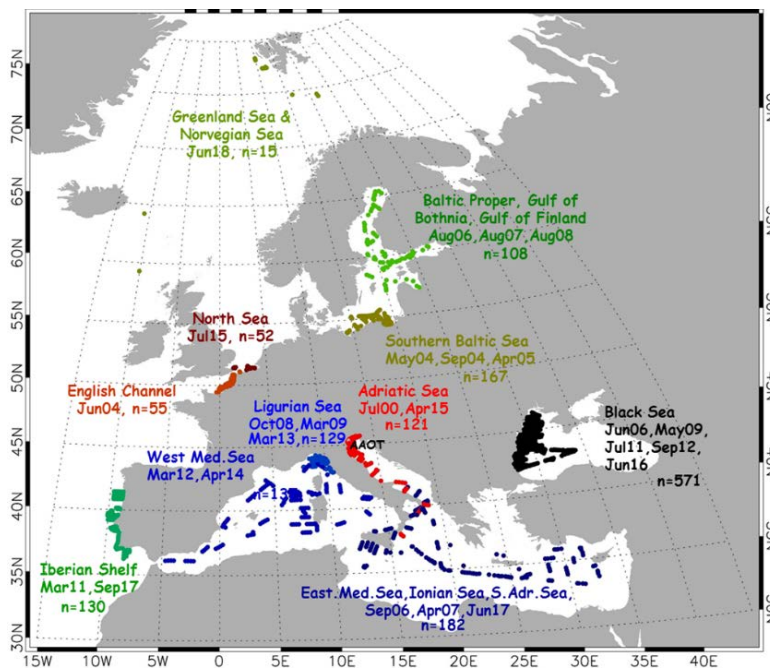 75N
70N
65N
60N
55N
50N
45N
40N
35N
30N
15W
10W
5W
0
5E
10E
15E
20E
25E
30E
35E
40E
Greenland Sea &
Norvegian Sea
Jun18, n=15
Baltic Proper, Gulf of
Bothnia, Gulf of Finland
Aug06,Aug07,Aug08
n=108
North Sea
Jul15, n=52
Southern Baltic Sea
May04,Sep04,Apr05
n=167
English Channel
Jun04, n=55
Ligurian Sea
Oct08,Mar09
Mar13,n=129
Adriatic Sea
Jul00,Apr15
n=121
AAOT
Black Sea
Jun06,May09,
Jul11,Sep12,
Jun16
n=571
West Med.Sea
Mar12,Apr14
Iberian Shelf
Mar11,Sep17
n=130
East.Med.Sea,Ionian Sea,S.Adr.Sea,
Sep06,Apr07,Jun17
n=182